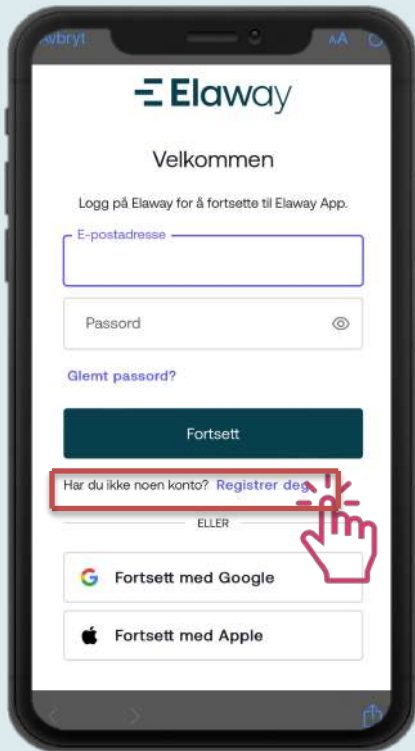 Avbryt AA
Elaway
Velkommen
Logg på Elaway for å fortsette til Elaway App.
E-postadresse
Passord
Glemt passord?
Fortsett
Har du ikke noen konto? Registrer deg
ELLER
Fortsett med Google
Fortsett med Apple